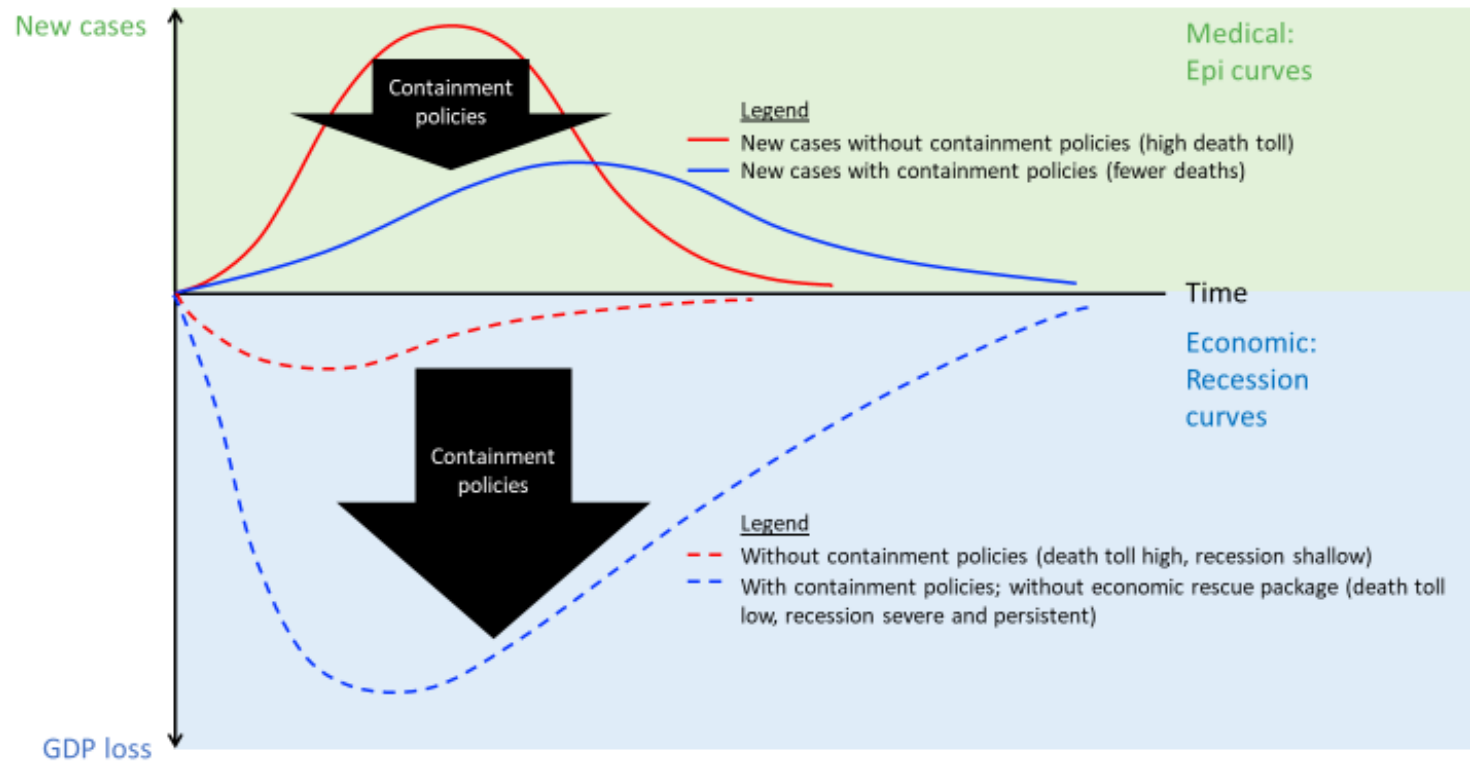 New cases
Medical:
Epi curves
Containment
policies
Legend
New cases without containment policies (high death toll)
New cases with containment policies (fewer deaths)
Time
Economic:
Recession
curves
Containment
policies
Legend
Without containment policies (death toll high, recession shallow)
With containment policies; without economic rescue package (death toll
low, recession severe and persistent)
GDP loss